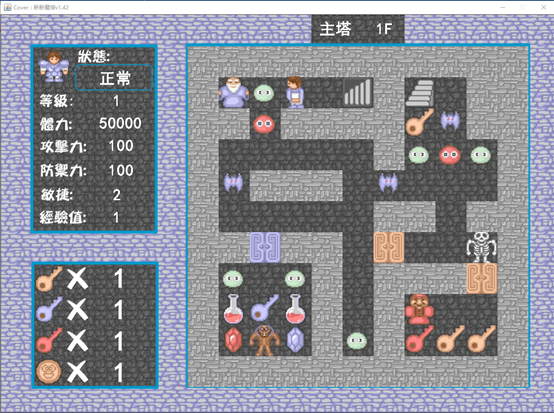 Cover : 新新魔塔v1.42
主塔 1F
狀態:
正常
等級: 1
體力: 50000
攻擊力: 100
防禦力: 100
敏捷: 2
經驗值: 1
× 1
× 1
× 1
× 1